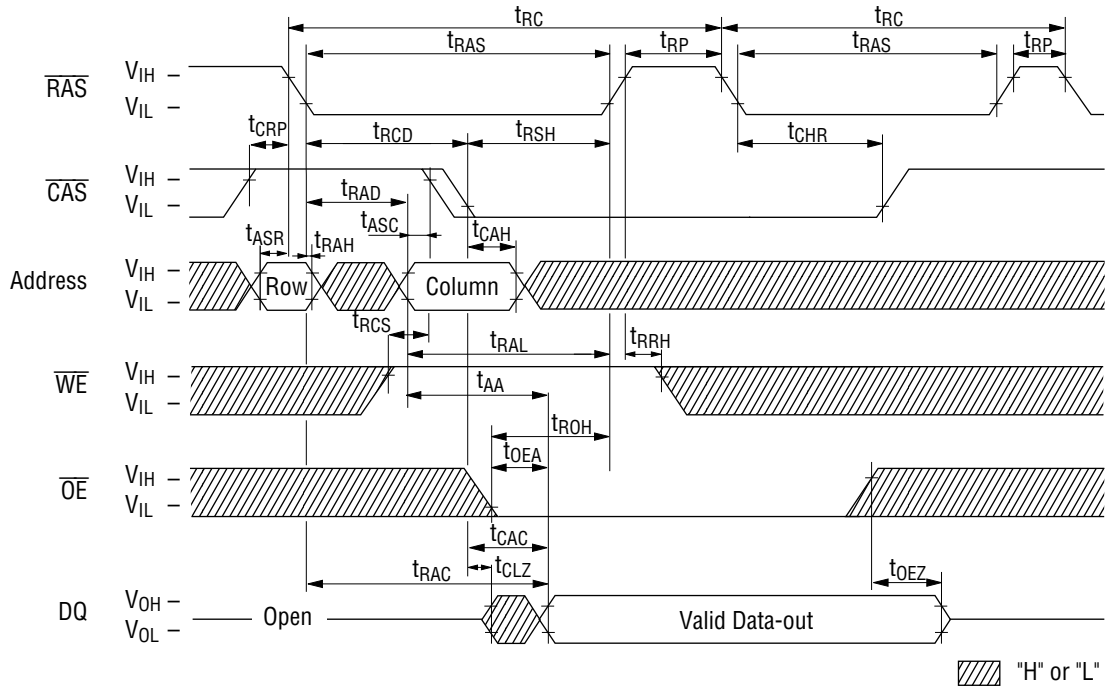 tRC tRC
tRAS tRP tRAS tRP
RAS VIH
VIL
tCRP tRCD tRSH tCHR
CAS VIH
VIL
tRAD
tASC
tCAH
tASR tRAH
Address VIH
VIL
Row Column
tRCS
tRAL tRRH
WE VIH
VIL
tAA
tROH
tOEA
OE VIH
VIL
tCAC
tRAC tCLZ
tOEZ
DQ VOH
VOL
Open Valid Data-out
"H" or "L"